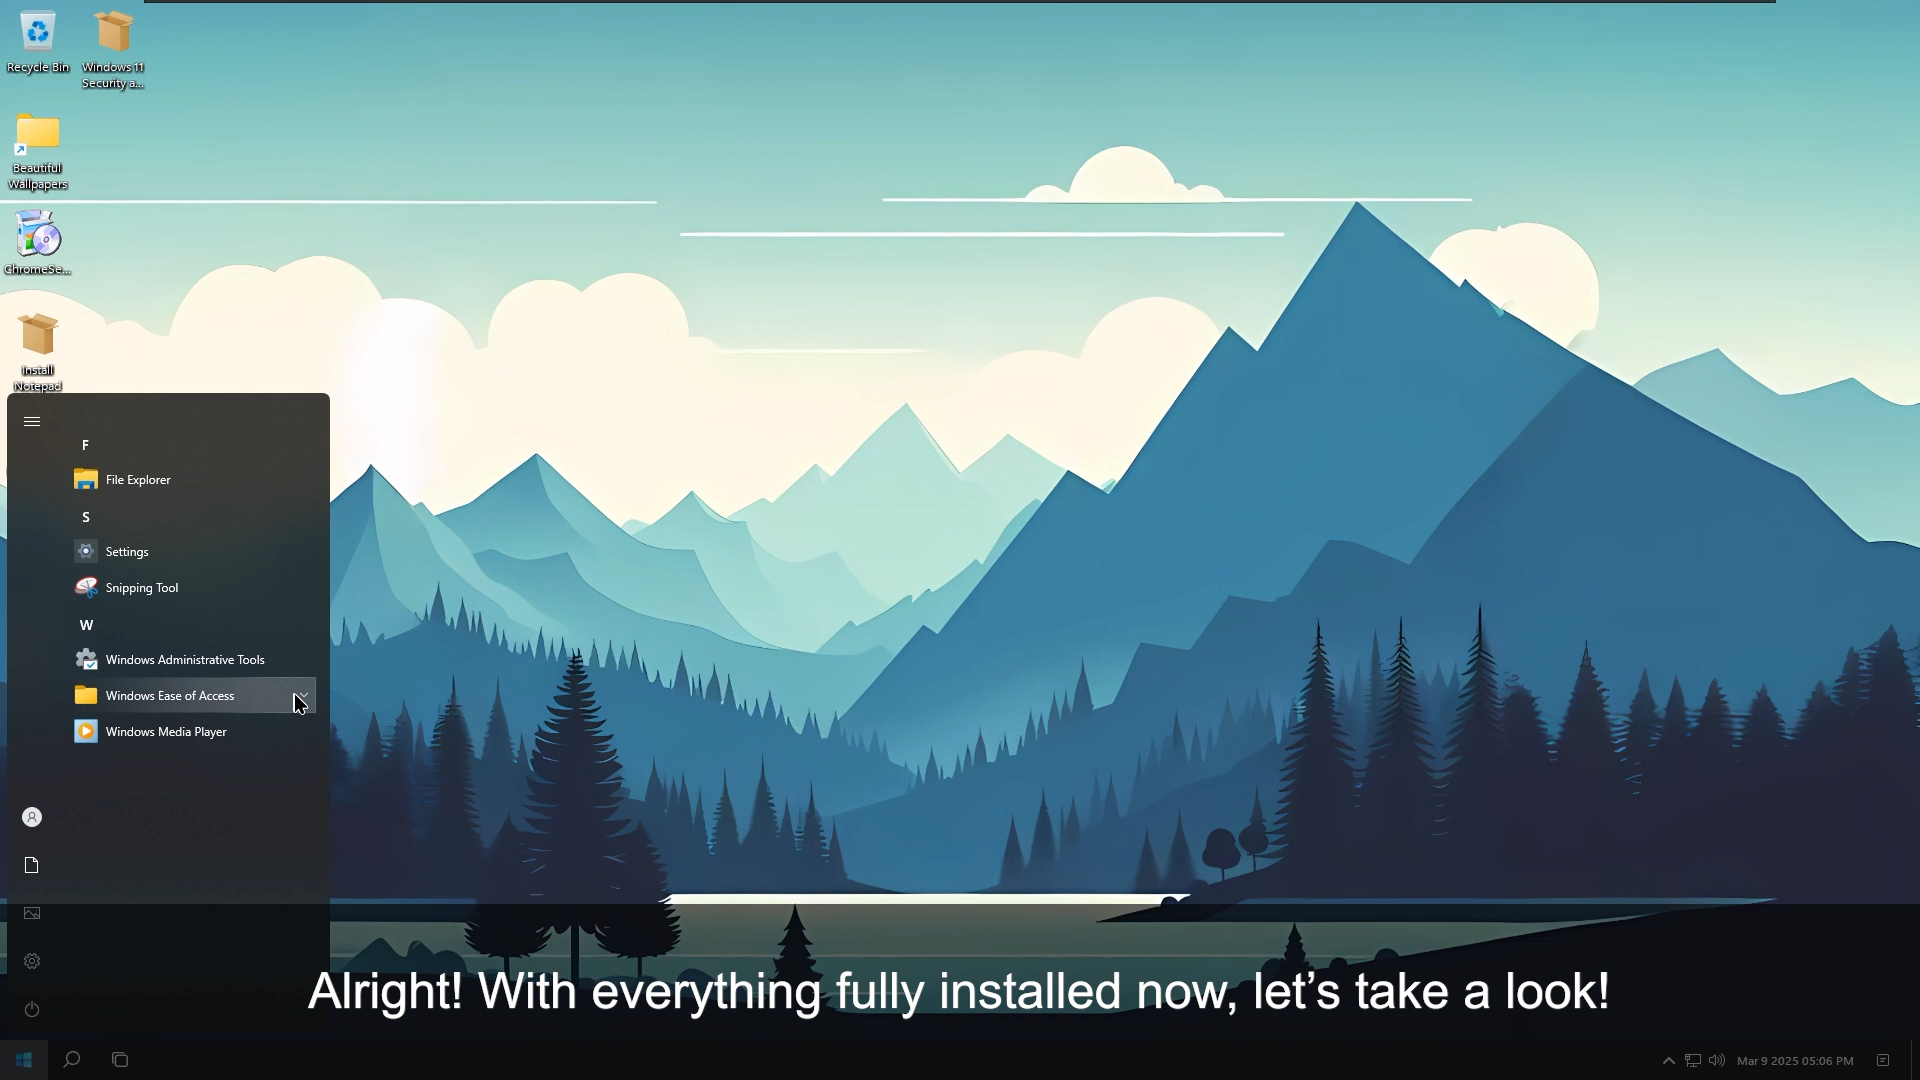 Recycle Bin
Windows 11
Security a...
Beautiful
Wallpapers
ChromeSe...
Install
Notepad
F
File Explorer
S
Settings
Snipping Tool
W
Windows Administrative Tools
Windows Ease of Access
Windows Media Player
Alright! With everything fully installed now, let’s take a look!
Mar 9 2025 05:06 PM